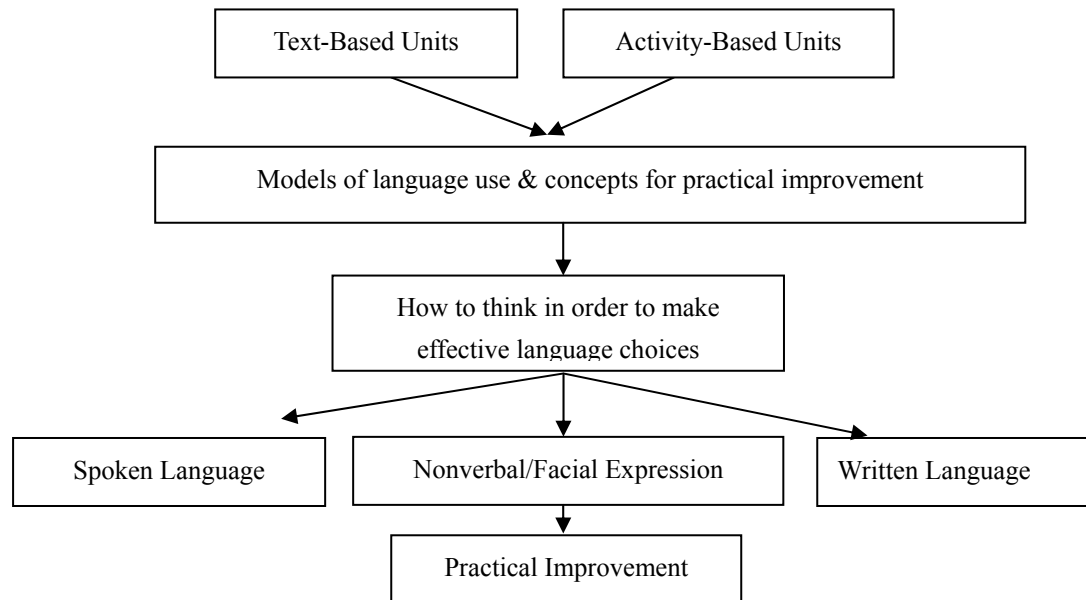 Text-Based Units
Activity-Based Units
Models of language use & concepts for practical improvement
How to think in order to make
effective language choices
Spoken Language
Nonverbal/Facial Expression
Written Language
Practical Improvement